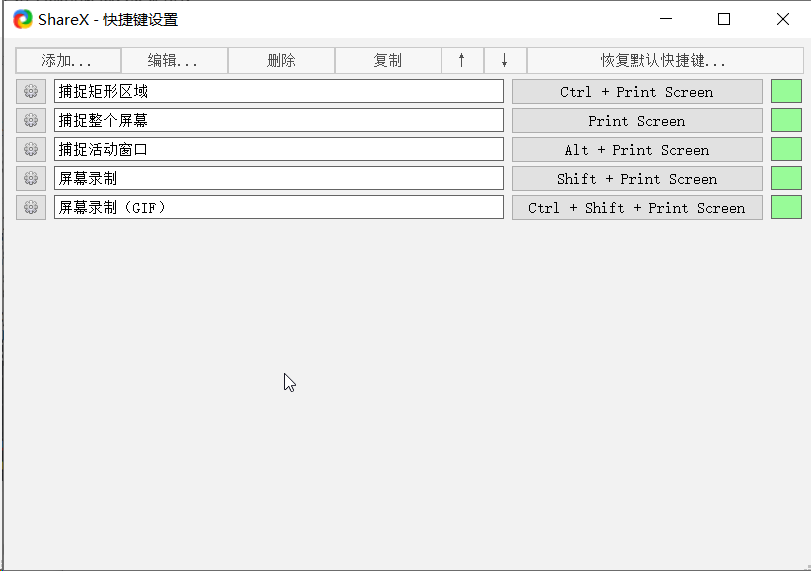 ShareX - 快捷键设置
添加... 编辑... 删除 复制 ↑ ↓ 恢复默认快捷键...
捕捉矩形区域 Ctrl + Print Screen
捕捉整个屏幕 Print Screen
捕捉活动窗口 Alt + Print Screen
屏幕录制 Shift + Print Screen
屏幕录制（GIF） Ctrl + Shift + Print Screen